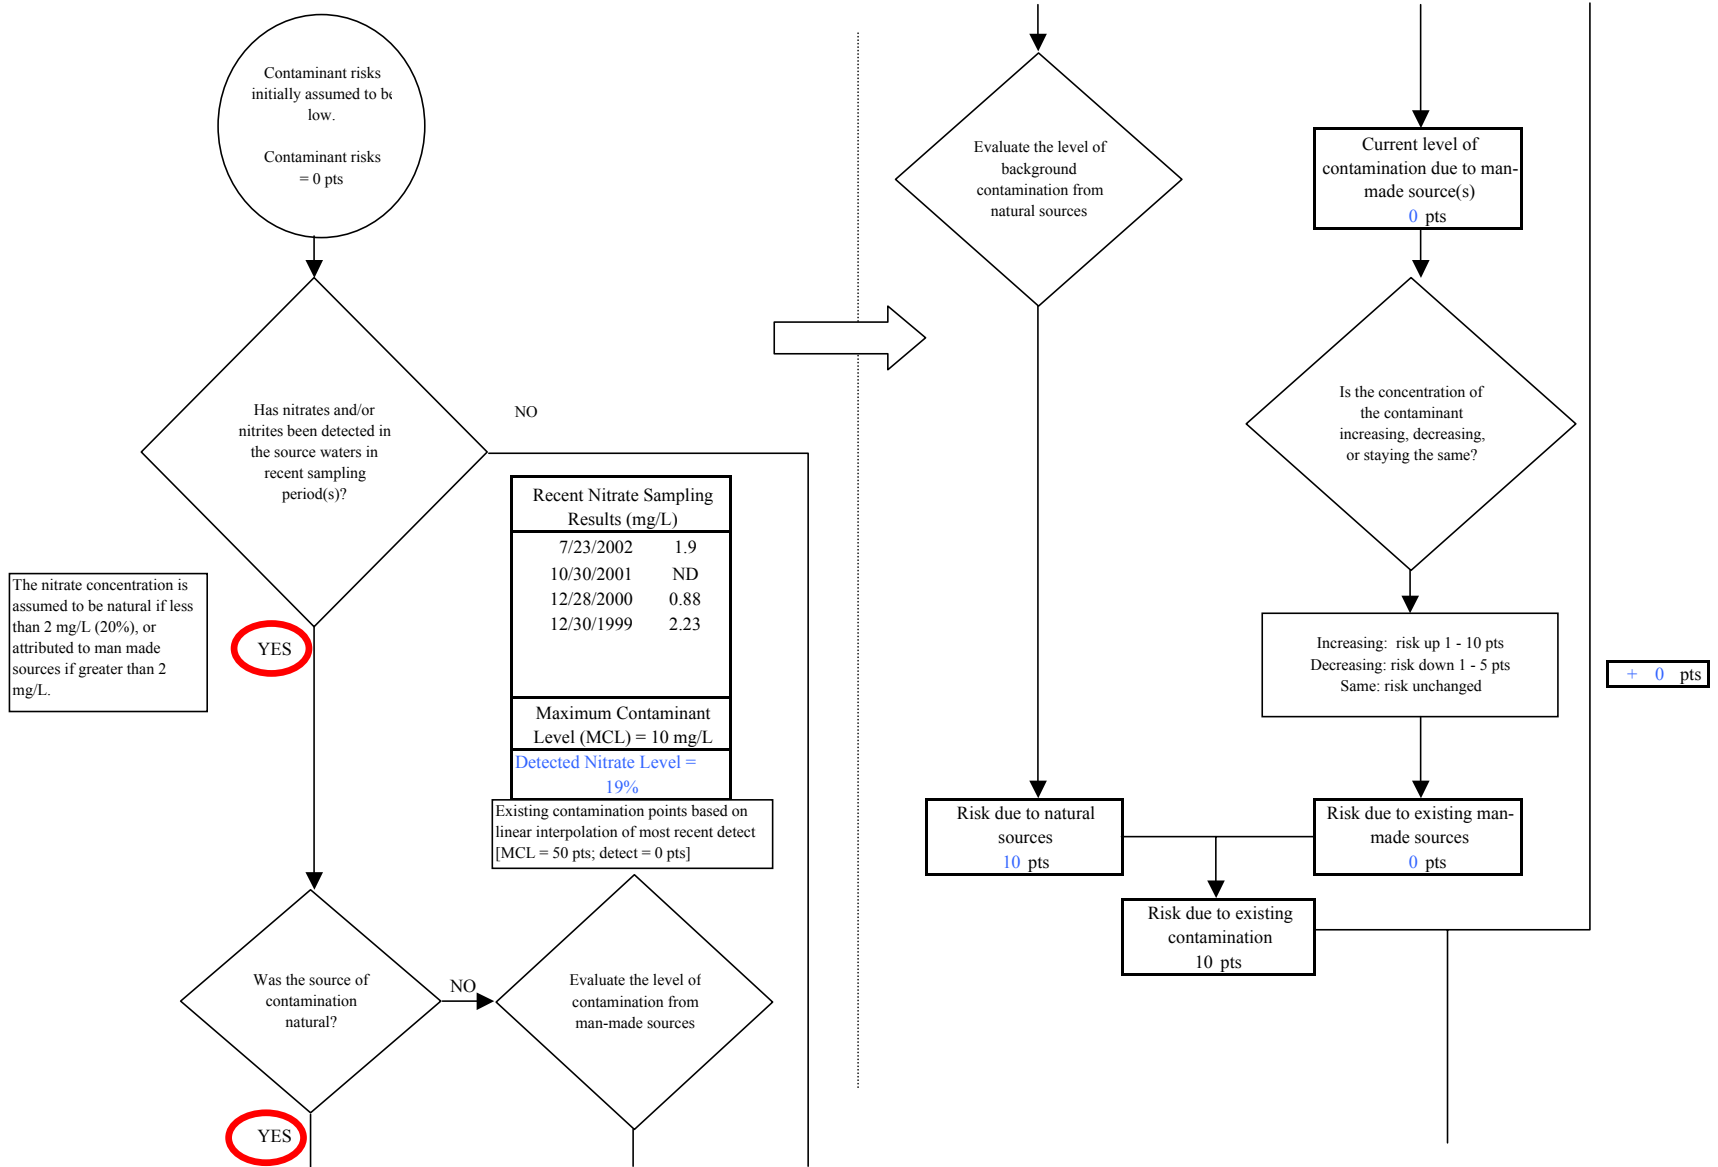 Contaminant risks
initially assumed to be
low.
Contaminant risks
= 0 pts
Has nitrates and/or
nitrites been detected in
the source waters in
recent sampling
period(s)?
NO
The nitrate concentration is
assumed to be natural if less
than 2 mg/L (20%), or
attributed to man made
sources if greater than 2
mg/L.
YES
Recent Nitrate Sampling
Results (mg/L)
7/23/2002 1.9
10/30/2001 ND
12/28/2000 0.88
12/30/1999 2.23
Maximum Contaminant
Level (MCL) = 10 mg/L
Detected Nitrate Level =
19%
Existing contamination points based on
linear interpolation of most recent detect
[MCL = 50 pts; detect = 0 pts]
Was the source of
contamination
natural?
NO
Evaluate the level of
contamination from
man-made sources
YES
Evaluate the level of
background
contamination from
natural sources
Current level of
contamination due to man-
made source(s)
0 pts
Is the concentration of
the contaminant
increasing, decreasing,
or staying the same?
Increasing: risk up 1 - 10 pts
Decreasing: risk down 1 - 5 pts
Same: risk unchanged
+ 0 pts
Risk due to natural
sources
10 pts
Risk due to existing man-
made sources
0 pts
Risk due to existing
contamination
10 pts